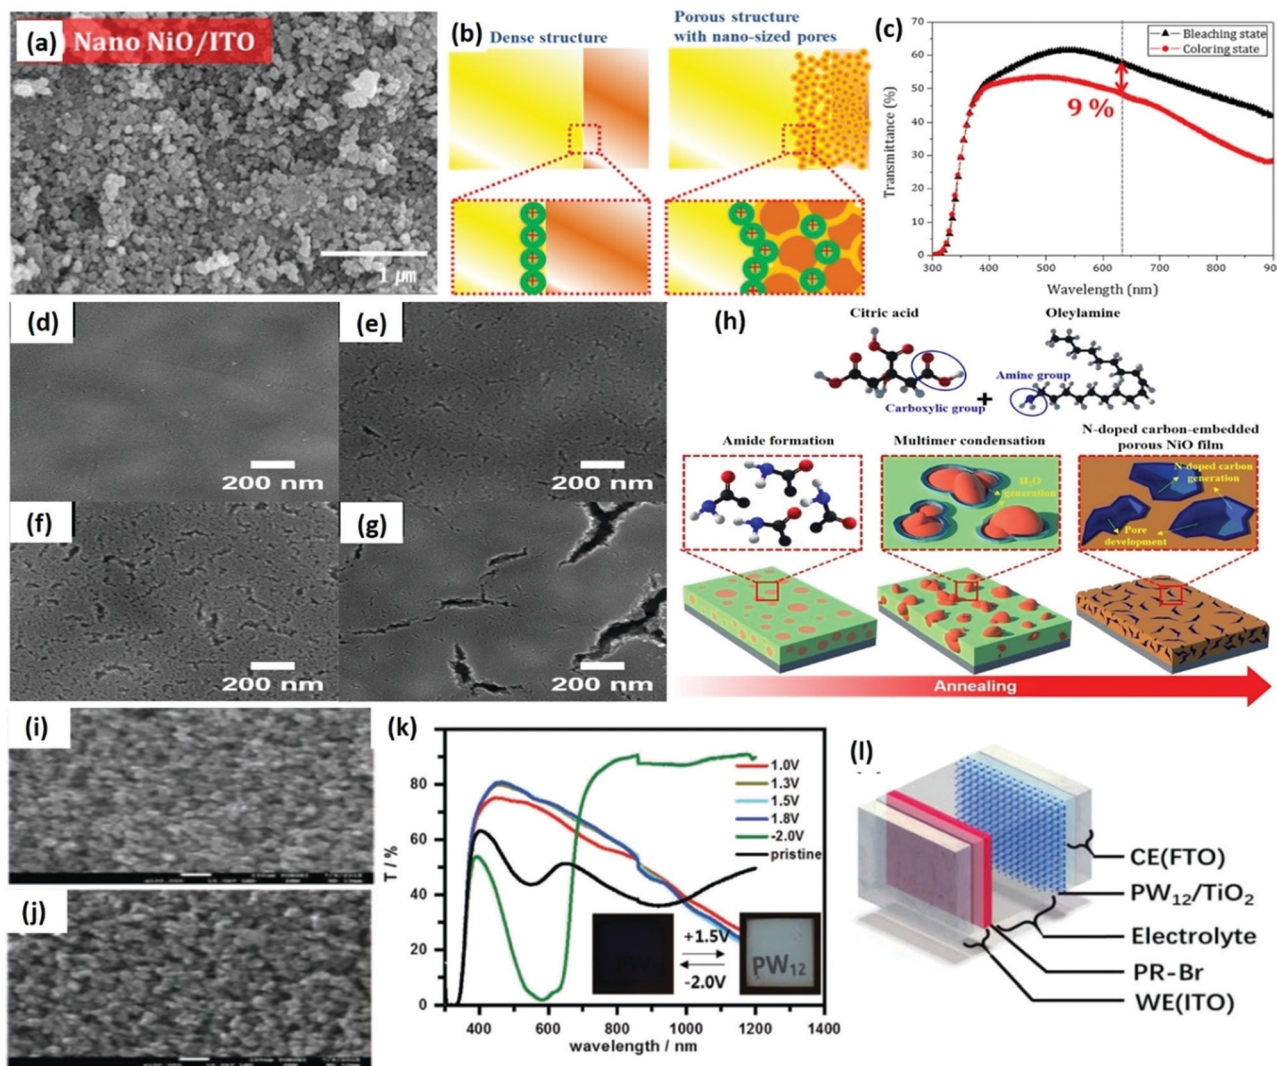 (a) Nano NiO/ITO
1 μm
(b) Dense structure
Porous structure
with nano-sized pores
(c)
Transmittance (%)
70
60
50
40
30
20
10
0
300 400 500 600 700 800 90
Wavelength (nm)
Bleaching state
Coloring state
9 %
(d)
200 nm
(e)
200 nm
(f)
200 nm
(g)
200 nm
(h)
Citric acid
Oleylamine
Amine group
Carboxylic group
+
Amide formation
Multimer condensation
N-doped carbon-embedded
porous NiO film
H₂O
generation
N-doped carbon
generation
Pore
development
Annealing
(i)
(j)
(k)
T / %
80
60
40
20
0
400 600 800 1000 1200 1400
wavelength / nm
1.0V
1.3V
1.5V
1.8V
-2.0V
pristine
+1.5V
-2.0V
PW₁₂
(l)
CE(FTO)
PW₁₂/TiO₂
Electrolyte
PR-Br
WE(ITO)